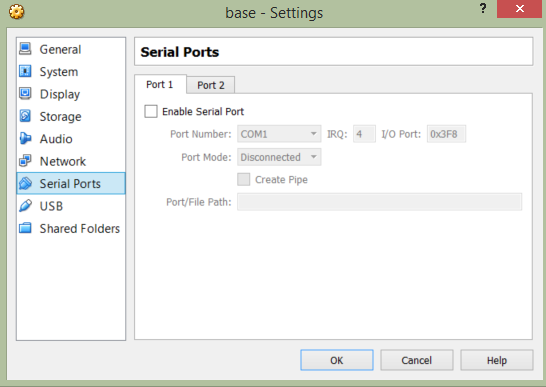 base - Settings
?
x
General
System
Display
Storage
Audio
Network
Serial Ports
USB
Shared Folders
Serial Ports
Port 1 Port 2
Enable Serial Port
Port Number: COM1 IRQ: 4 I/O Port: 0x3F8
Port Mode: Disconnected
Create Pipe
Port/File Path:
OK Cancel Help